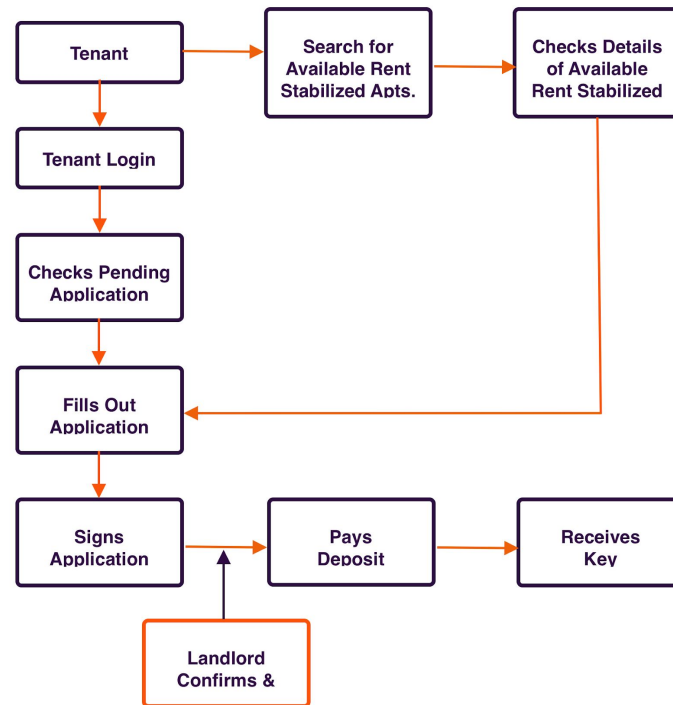 Tenant
Search for
Available Rent
Stabilized Apts.
Checks Details
of Available
Rent Stabilized
Tenant Login
Checks Pending
Application
Fills Out
Application
Signs
Application
Pays
Deposit
Receives
Key
Landlord
Confirms &